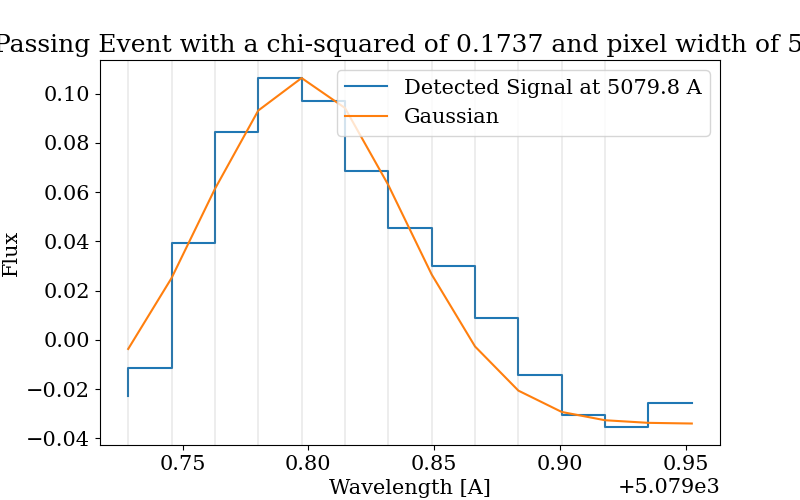 Passing Event with a chi-squared of 0.1737 and pixel width of 5
Detected Signal at 5079.8 A
Gaussian
Flux
0.10
0.08
0.06
0.04
0.02
0.00
−0.02
−0.04
0.75 0.80 0.85 0.90 0.95
+5.079e3
Wavelength [A]